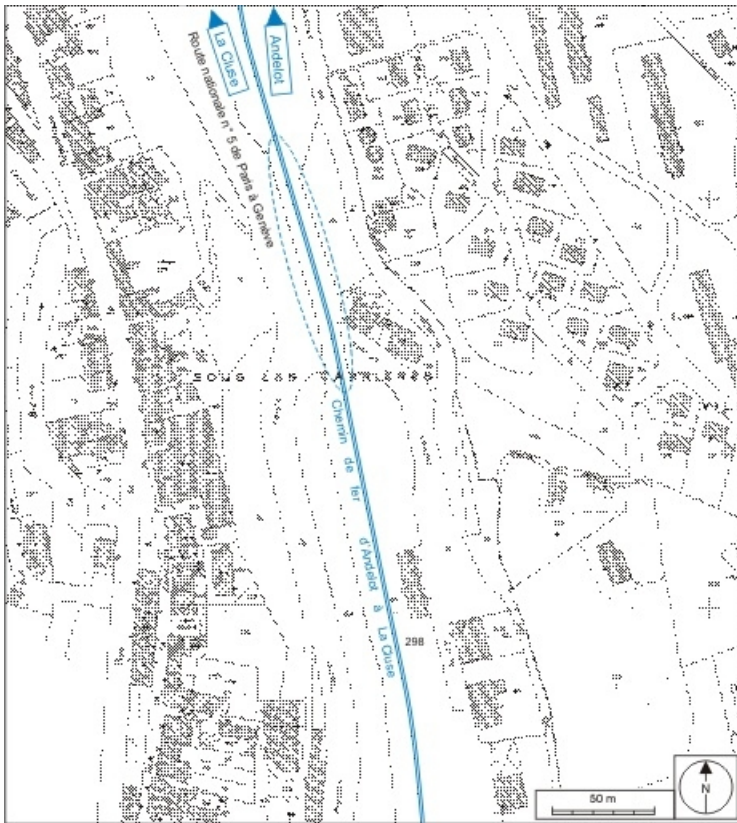 La Cluse
Andelot
Route nationale n° 5 de Paris à Genève
Chemin de fer d'Andelot à La Cluse
298
50 m
N